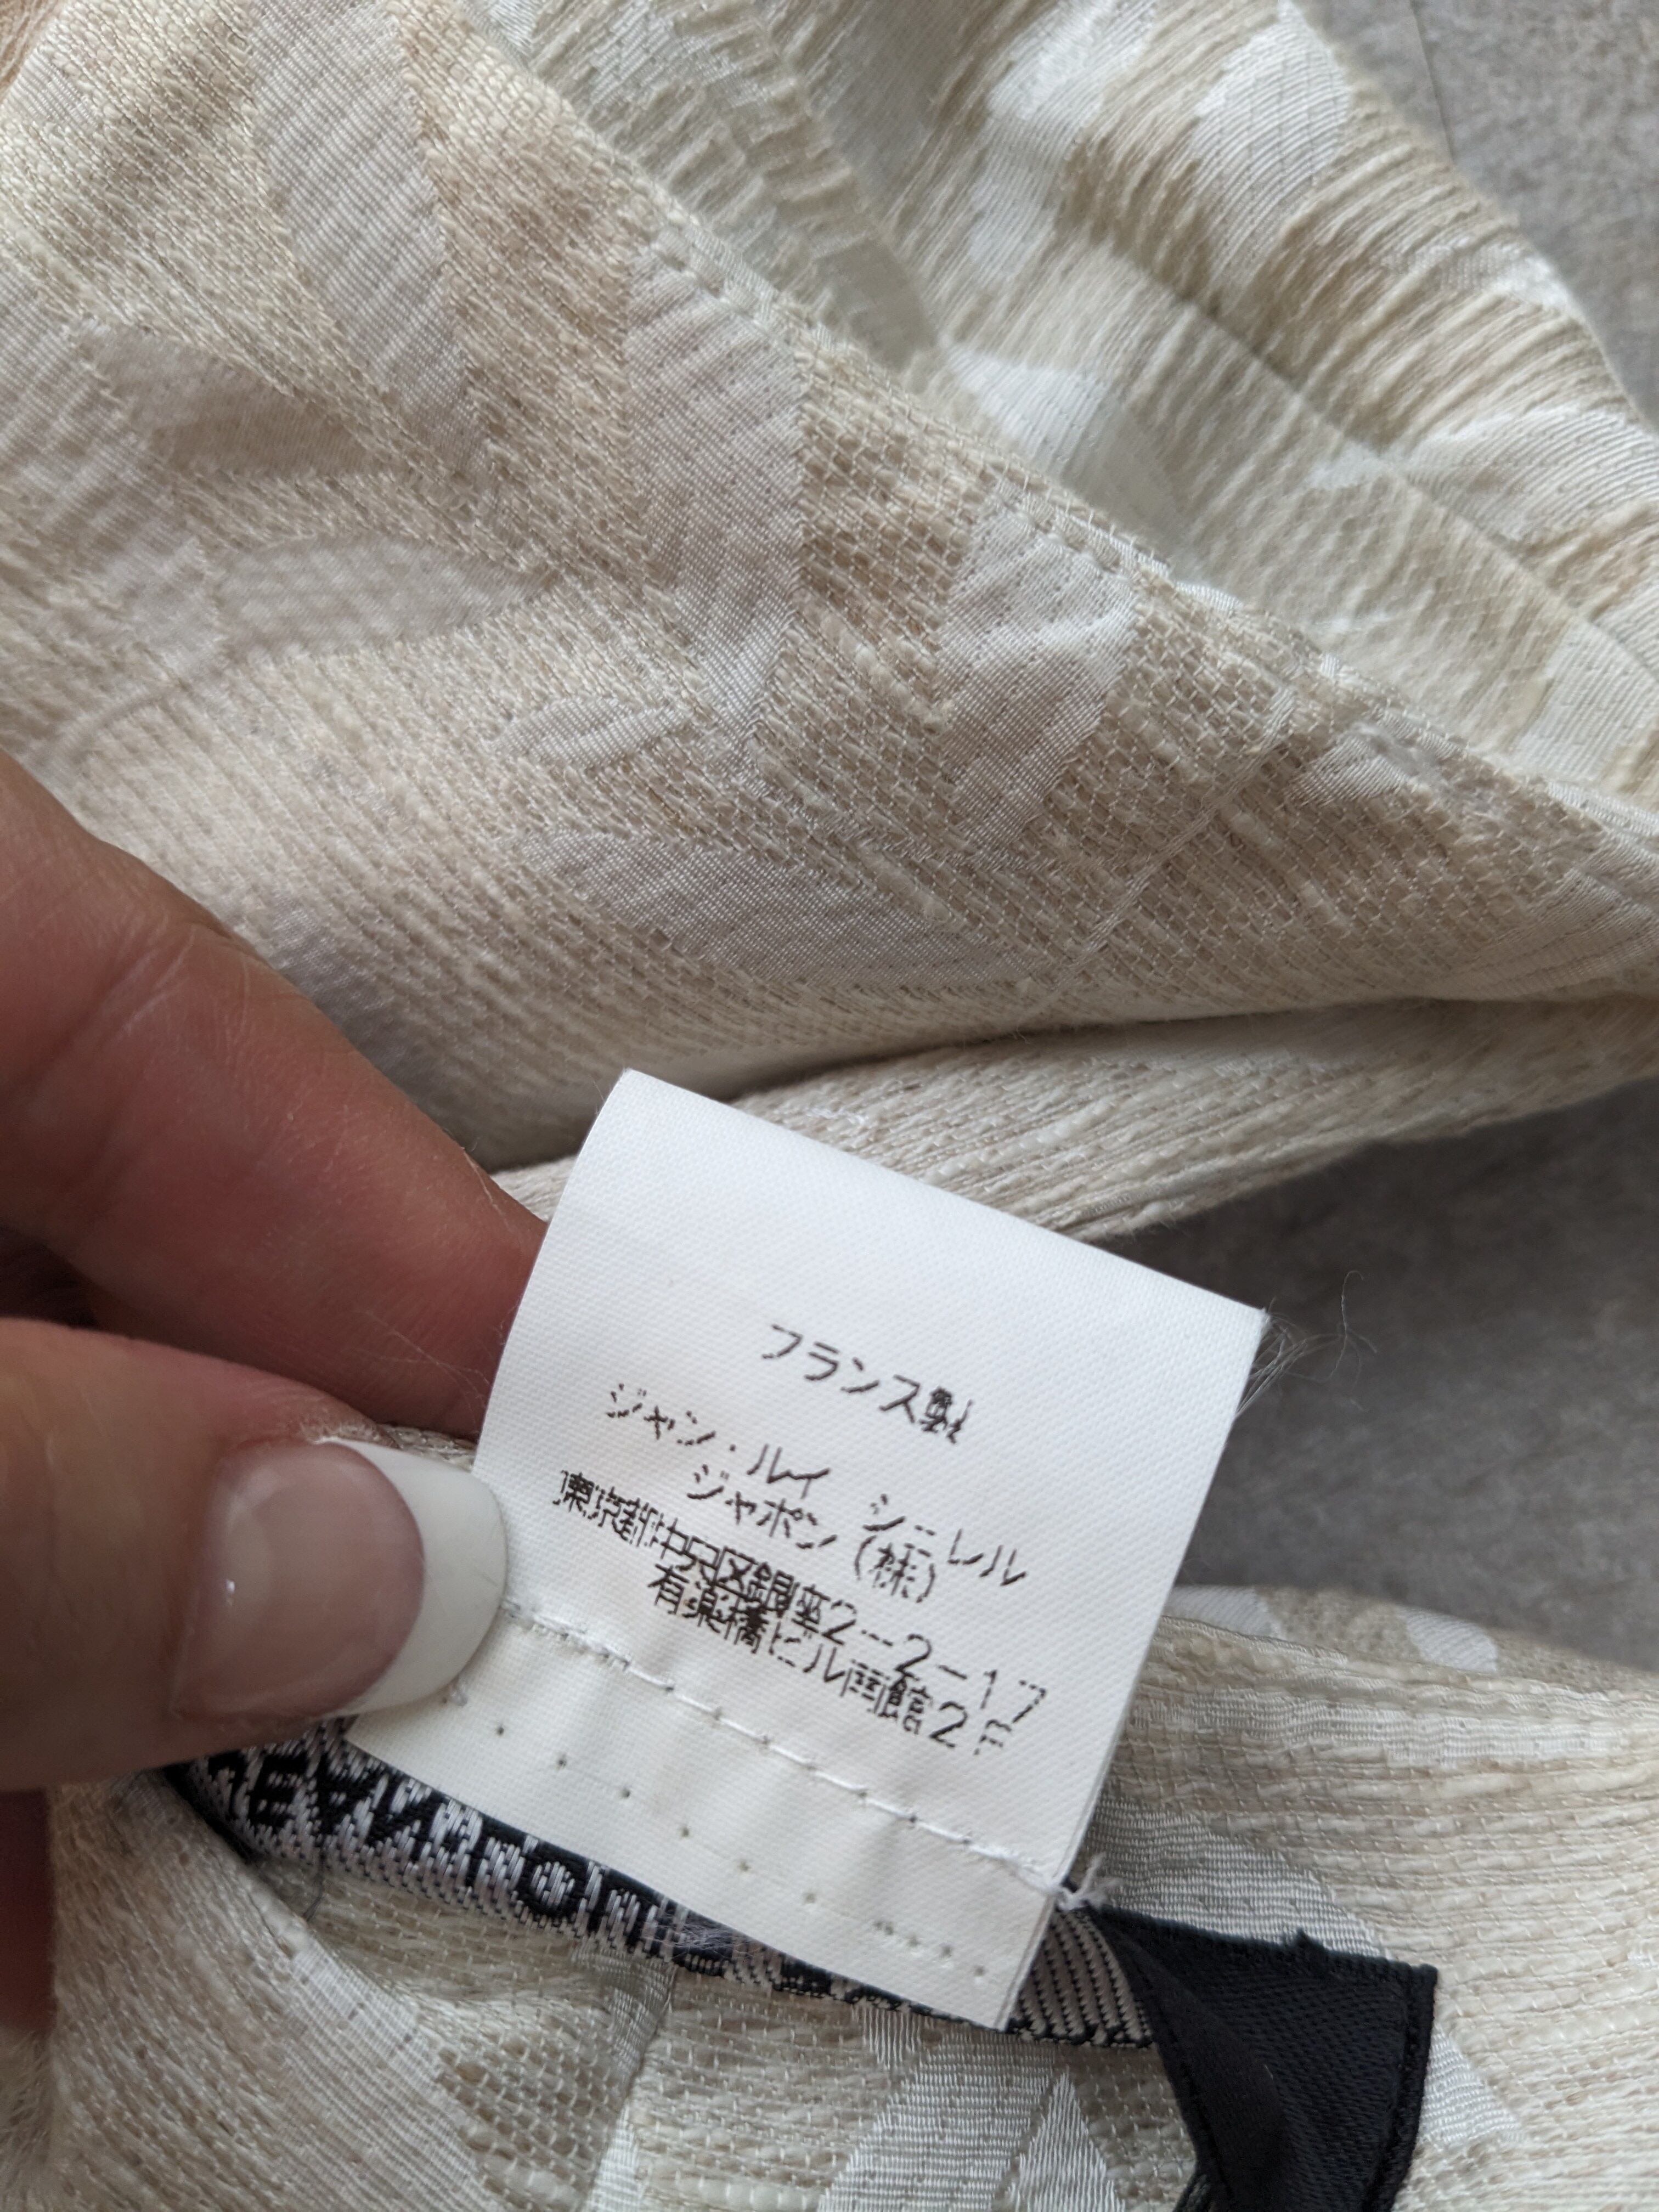 フランス製
ジャン・ルイ シェレル
ジャポン(株)
東京都中央区銀座2-2-17
有楽橋ビル西館2F